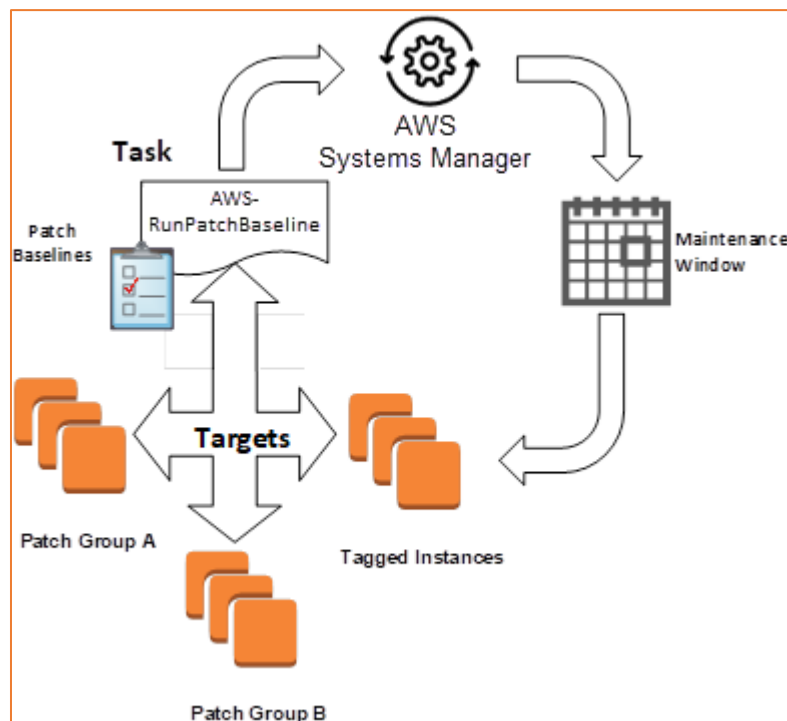 AWS
Systems Manager
Task
AWS-
RunPatchBaseline
Patch
Baselines
Maintenance
Window
Targets
Patch Group A
Tagged Instances
Patch Group B